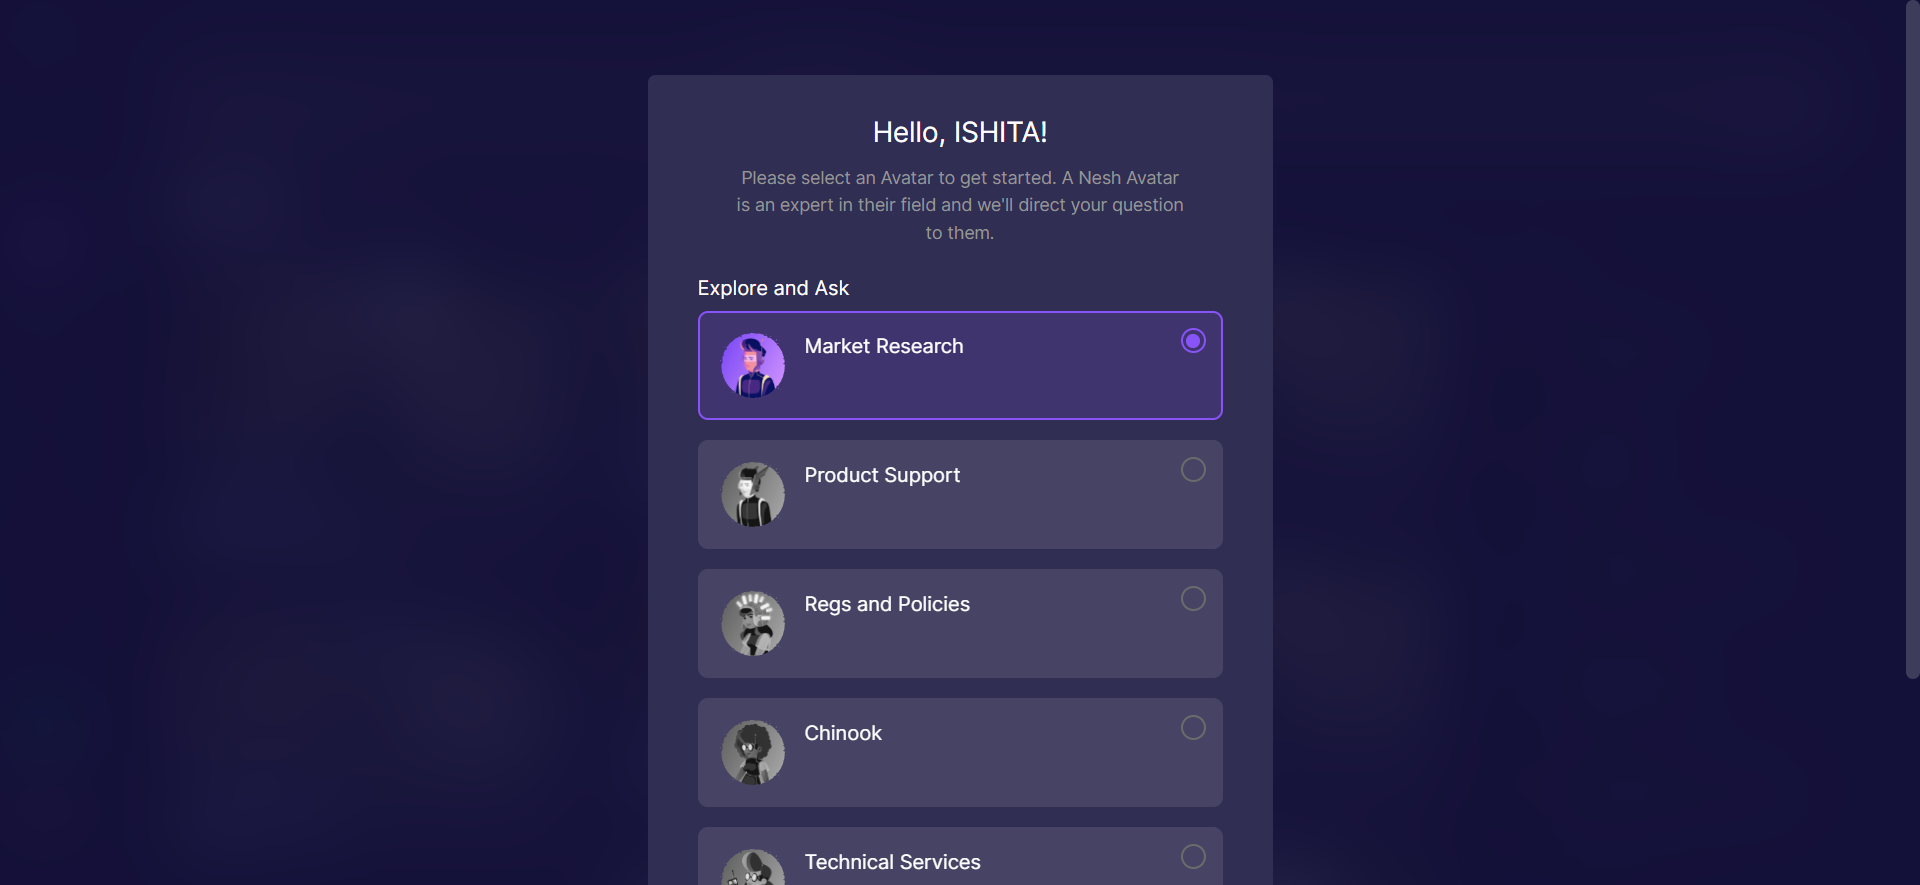 Hello, ISHITA!
Please select an Avatar to get started. A Nesh Avatar
is an expert in their field and we'll direct your question
to them.
Explore and Ask
Market Research
Product Support
Regs and Policies
Chinook
Technical Services